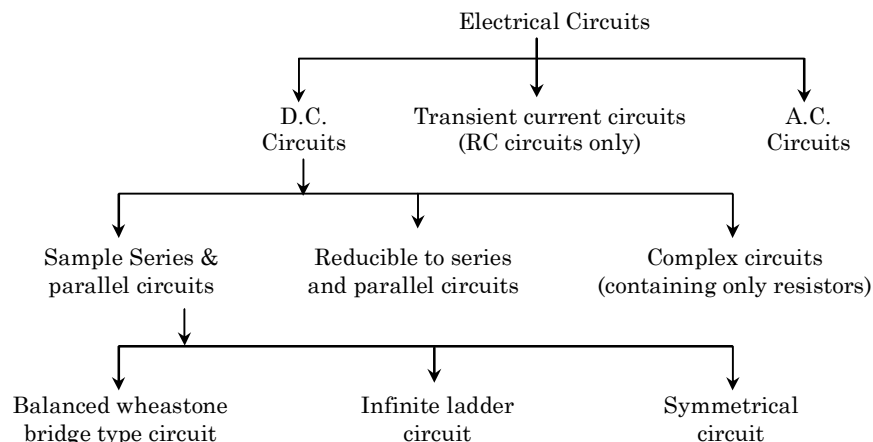 Electrical Circuits
D.C.
Circuits
Transient current circuits
(RC circuits only)
A.C.
Circuits
Sample Series &
parallel circuits
Reducible to series
and parallel circuits
Complex circuits
(containing only resistors)
Balanced wheastone
bridge type circuit
Infinite ladder
circuit
Symmetrical
circuit